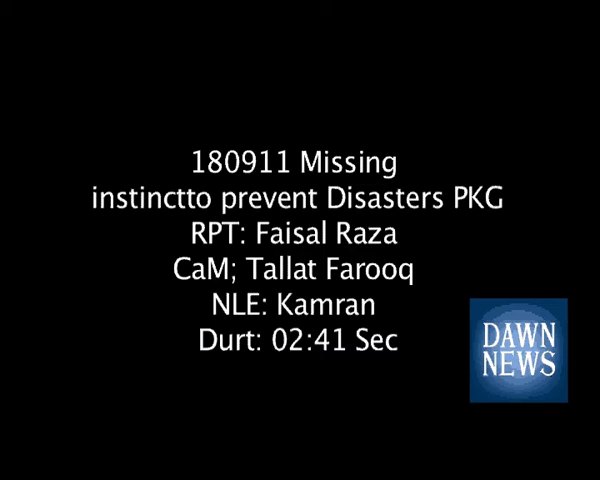 180911 Missing
instinctto prevent Disasters PKG
RPT: Faisal Raza
CaM; Tallat Farooq
NLE: Kamran
Durt: 02:41 Sec
DAWN
NEWS